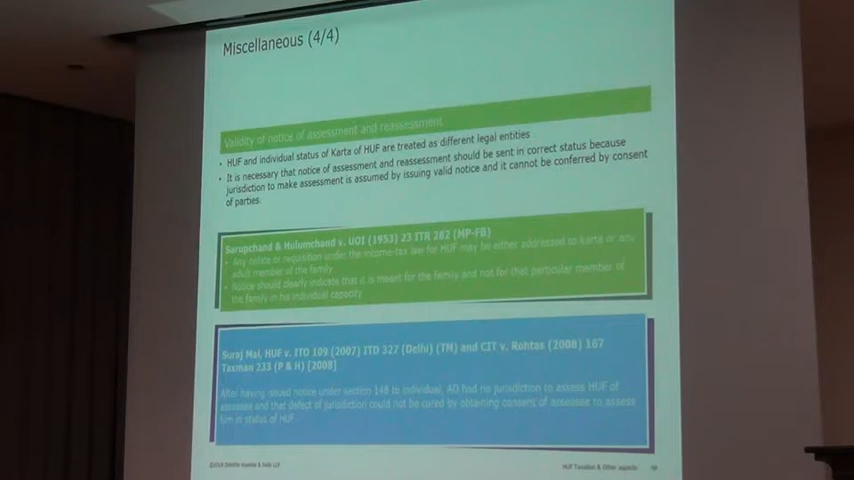 Miscellaneous (4/4)
Validity of notice of assessment and reassessment
• HUF and individual status of Karta of HUF are treated as different legal entities
• It is necessary that notice of assessment and reassessment should be sent in correct status because
jurisdiction to make assessment is assumed by issuing valid notice and it cannot be conferred by consent
of parties.
Sarupchand & Hulumchand v. UOI (1953) 23 ITR 282 (MP-FB)
• Any notice or requisition under the income-tax law for HUF may be either addressed to karta or any
adult member of the family
• Notice should clearly indicate that it is meant for the family and not for that particular member of
the family in his individual capacity
Suraj Mal, HUF v. ITO 109 (2007) ITD 327 (Delhi) (TM) and CIT v. Rohtas (2008) 167
Taxman 233 (P & H) [2008]
After having issued notice under section 148 to individual, AO had no jurisdiction to assess HUF of
assessee and that defect of jurisdiction could not be cured by obtaining consent of assessee to assess
him in status of HUF
Deloitte Haskins & Sells LLP
HUF Taxation & Other aspects